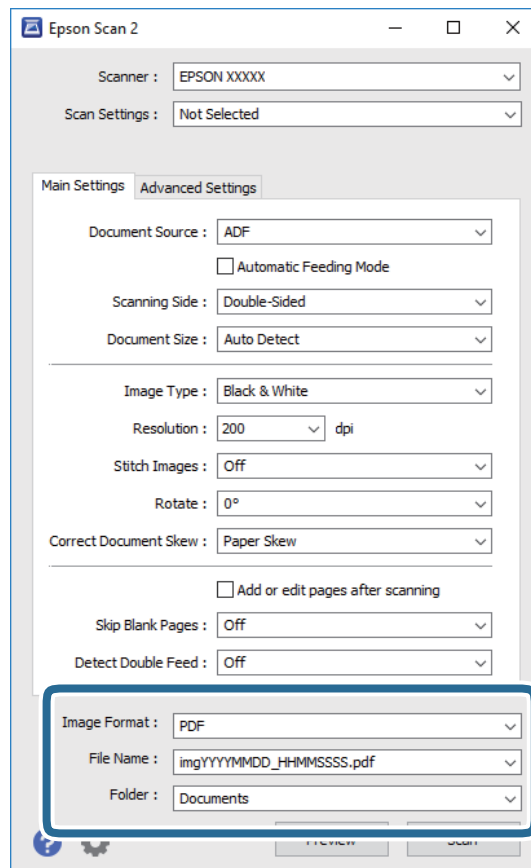 Epson Scan 2
Scanner : EPSON XXXXX
Scan Settings : Not Selected
Main Settings Advanced Settings
Document Source : ADF
Automatic Feeding Mode
Scanning Side : Double-Sided
Document Size : Auto Detect
Image Type : Black & White
Resolution : 200 dpi
Stitch Images : Off
Rotate : 0°
Correct Document Skew : Paper Skew
Add or edit pages after scanning
Skip Blank Pages : Off
Detect Double Feed : Off
Image Format : PDF
File Name : imgYYYYMMDD_HHMMSSSS.pdf
Folder : Documents
? Preview Scan